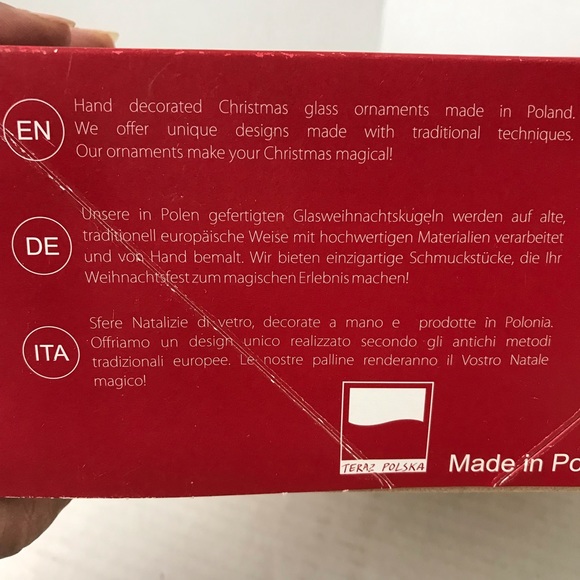 EN
Hand decorated Christmas glass ornaments made in Poland.
We offer unique designs made with traditional techniques.
Our ornaments make your Christmas magical!
DE
Unsere in Polen gefertigten Glasweihnachtskugeln werden auf alte,
traditionell europäische Weise mit hochwertigen Materialien verarbeitet
und von Hand bemalt. Wir bieten einzigartige Schmuckstücke, die Ihr
Weihnachtsfest zum magischen Erlebnis machen!
ITA
Sfere Natalizie di vetro, decorate a mano e prodotte in Polonia.
Offriamo un design unico realizzato secondo gli antichi metodi
tradizionali europee. Le nostre palline renderanno il Vostro Natale
magico!
TERAZ POLSKA
Made in Po